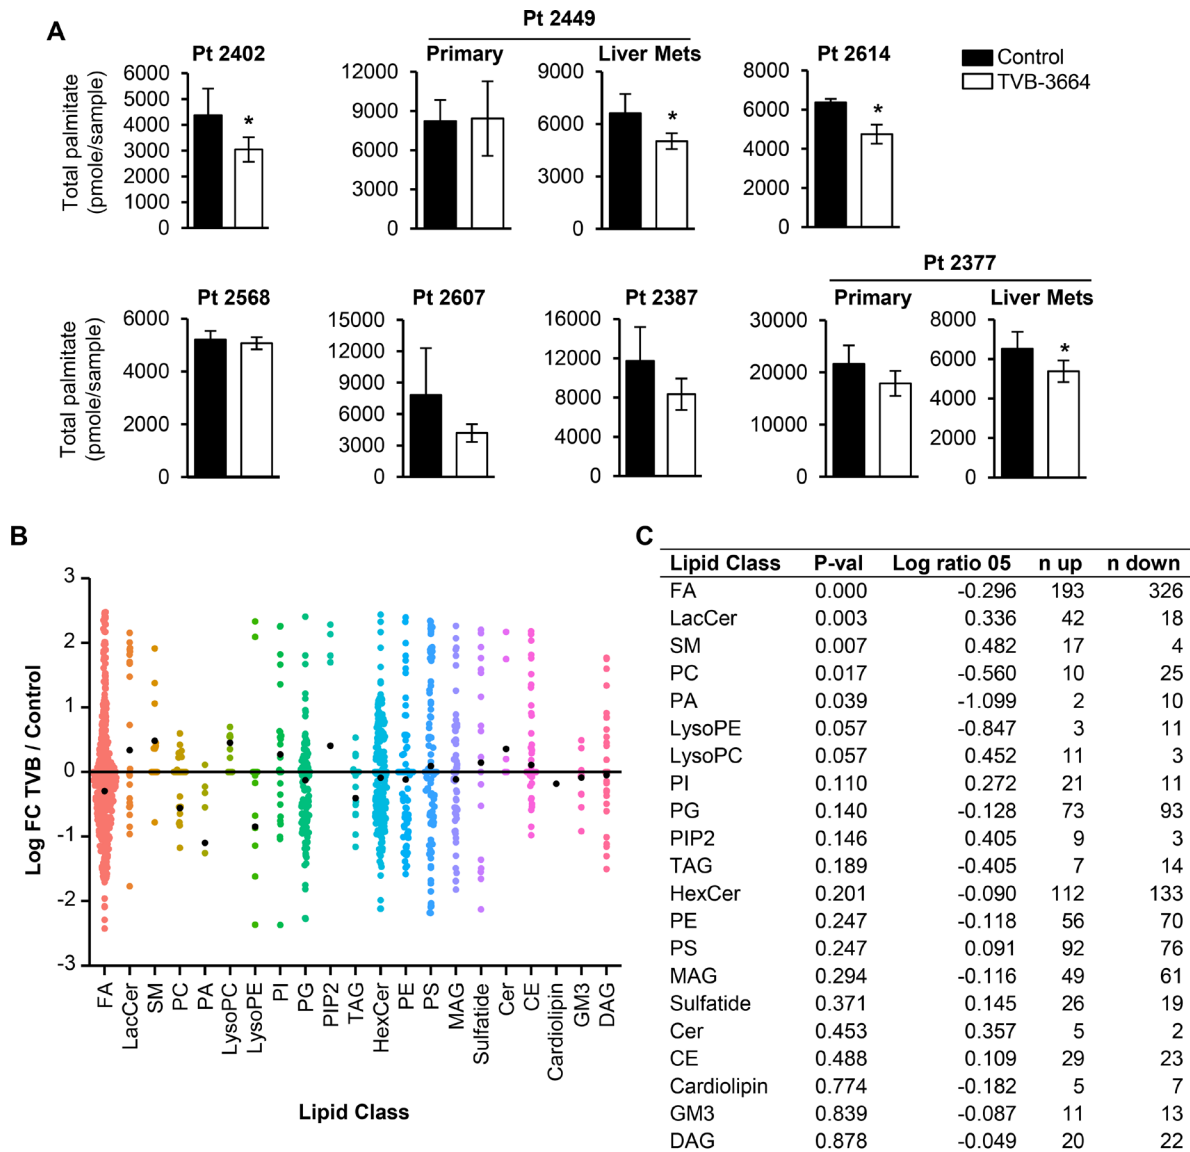 A
Pt 2449
Pt 2402
Primary
Liver Mets
Pt 2614
Control
TVB-3664
Total palmitate
(pmole/sample)
6000
5000
4000
3000
2000
1000
0
*
12000
9000
6000
3000
0
9000
6000
3000
0
*
8000
6000
4000
2000
0
*
Pt 2377
Pt 2568
Pt 2607
Pt 2387
Primary
Liver Mets
Total palmitate
(pmole/sample)
6000
4000
2000
0
15000
12000
9000
6000
3000
0
16000
12000
8000
4000
0
30000
20000
10000
0
8000
6000
4000
2000
0
*
B
Log FC TVB / Control
3
2
1
0
-1
-2
-3
FA
LacCer
SM
PC
PA
LysoPC
LysoPE
PI
PG
PIP2
TAG
HexCer
PE
PS
MAG
Sulfatide
Cer
CE
Cardiolipin
GM3
DAG
Lipid Class
C
Lipid Class P-val Log ratio 05 n up n down
FA 0.000 -0.296 193 326
LacCer 0.003 0.336 42 18
SM 0.007 0.482 17 4
PC 0.017 -0.560 10 25
PA 0.039 -1.099 2 10
LysoPE 0.057 -0.847 3 11
LysoPC 0.057 0.452 11 3
PI 0.110 0.272 21 11
PG 0.140 -0.128 73 93
PIP2 0.146 0.405 9 3
TAG 0.189 -0.405 7 14
HexCer 0.201 -0.090 112 133
PE 0.247 -0.118 56 70
PS 0.247 0.091 92 76
MAG 0.294 -0.116 49 61
Sulfatide 0.371 0.145 26 19
Cer 0.453 0.357 5 2
CE 0.488 0.109 29 23
Cardiolipin 0.774 -0.182 5 7
GM3 0.839 -0.087 11 13
DAG 0.878 -0.049 20 22